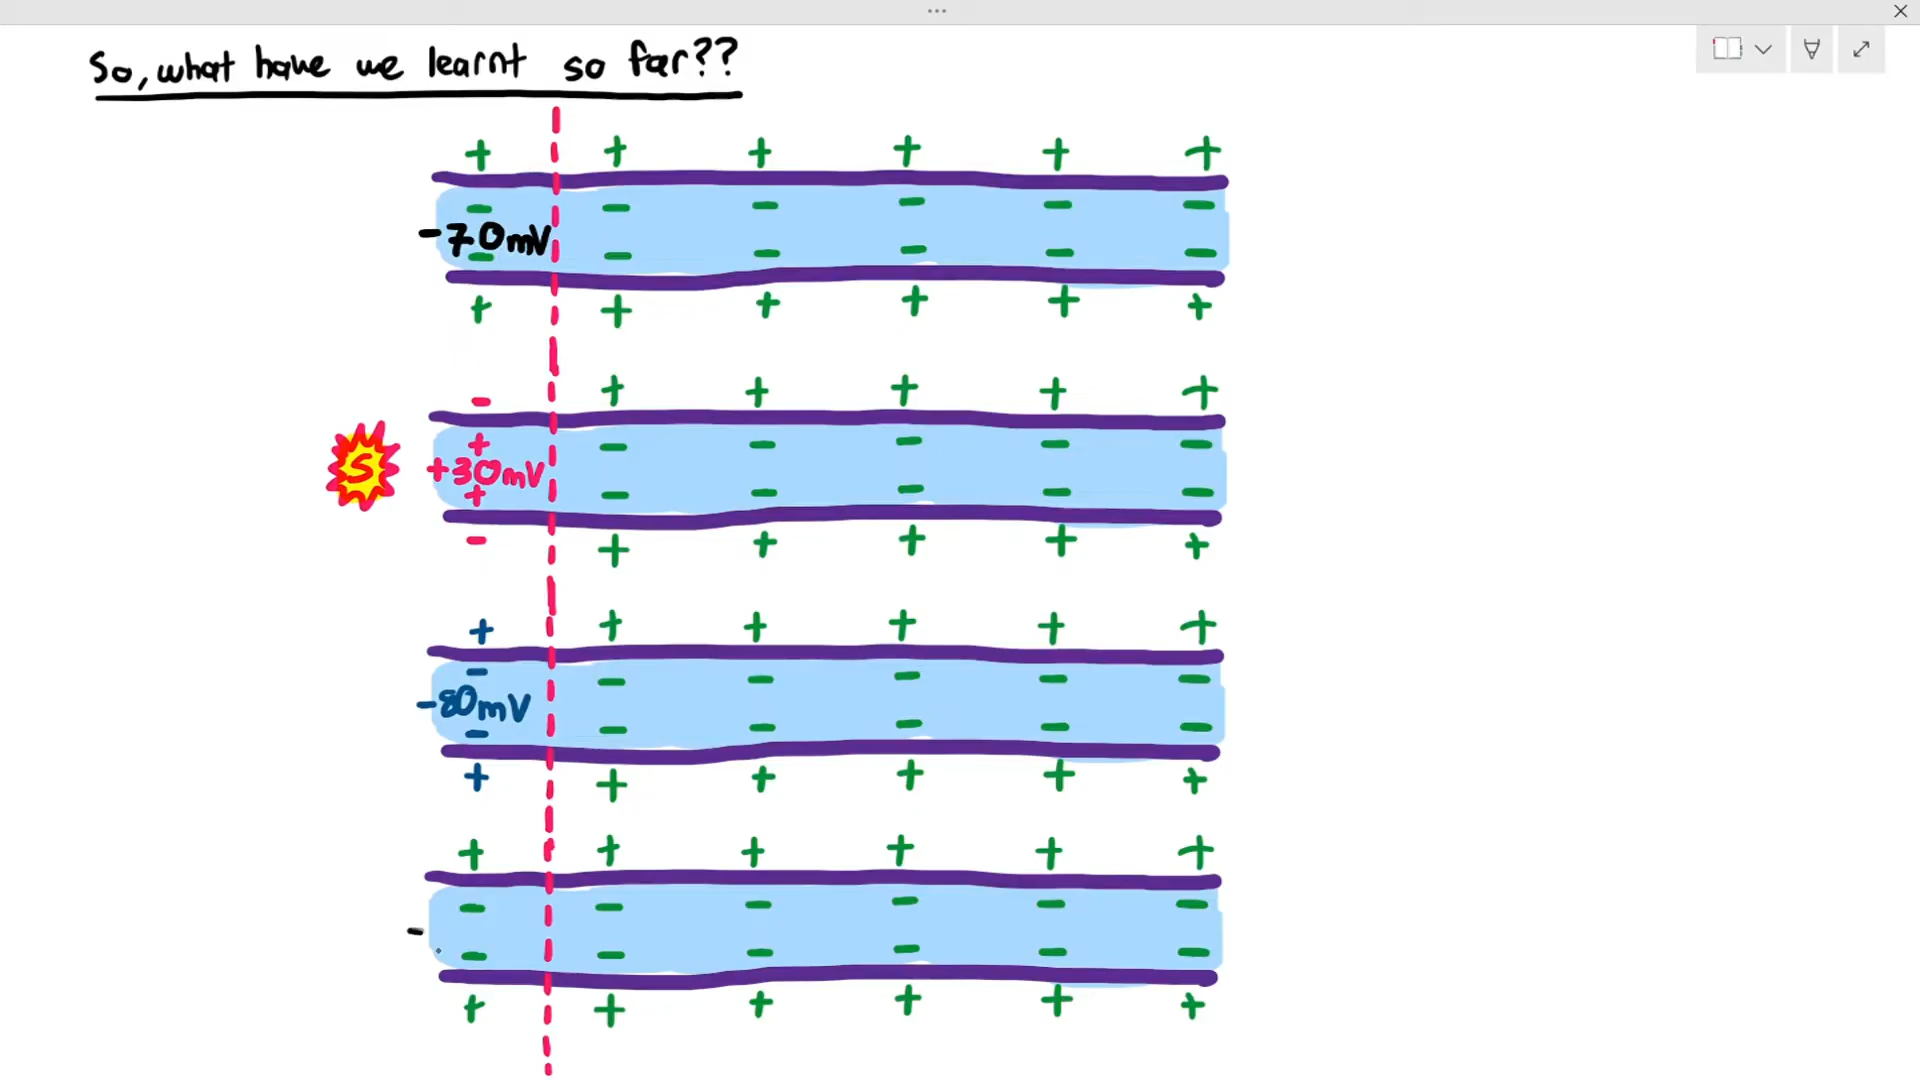 So, what have we learnt so far??
+ + + + + +
- - - - - -
-70mV
- - - - - -
+ + + + + +
- + + + + +
+ - - - - -
S +30mV
+ - - - - -
- + + + + +
+ + + + + +
- - - - - -
-80mV
- - - - - -
+ + + + + +
+ + + + + +
- - - - - -
-
- - - - - -
+ + + + + +